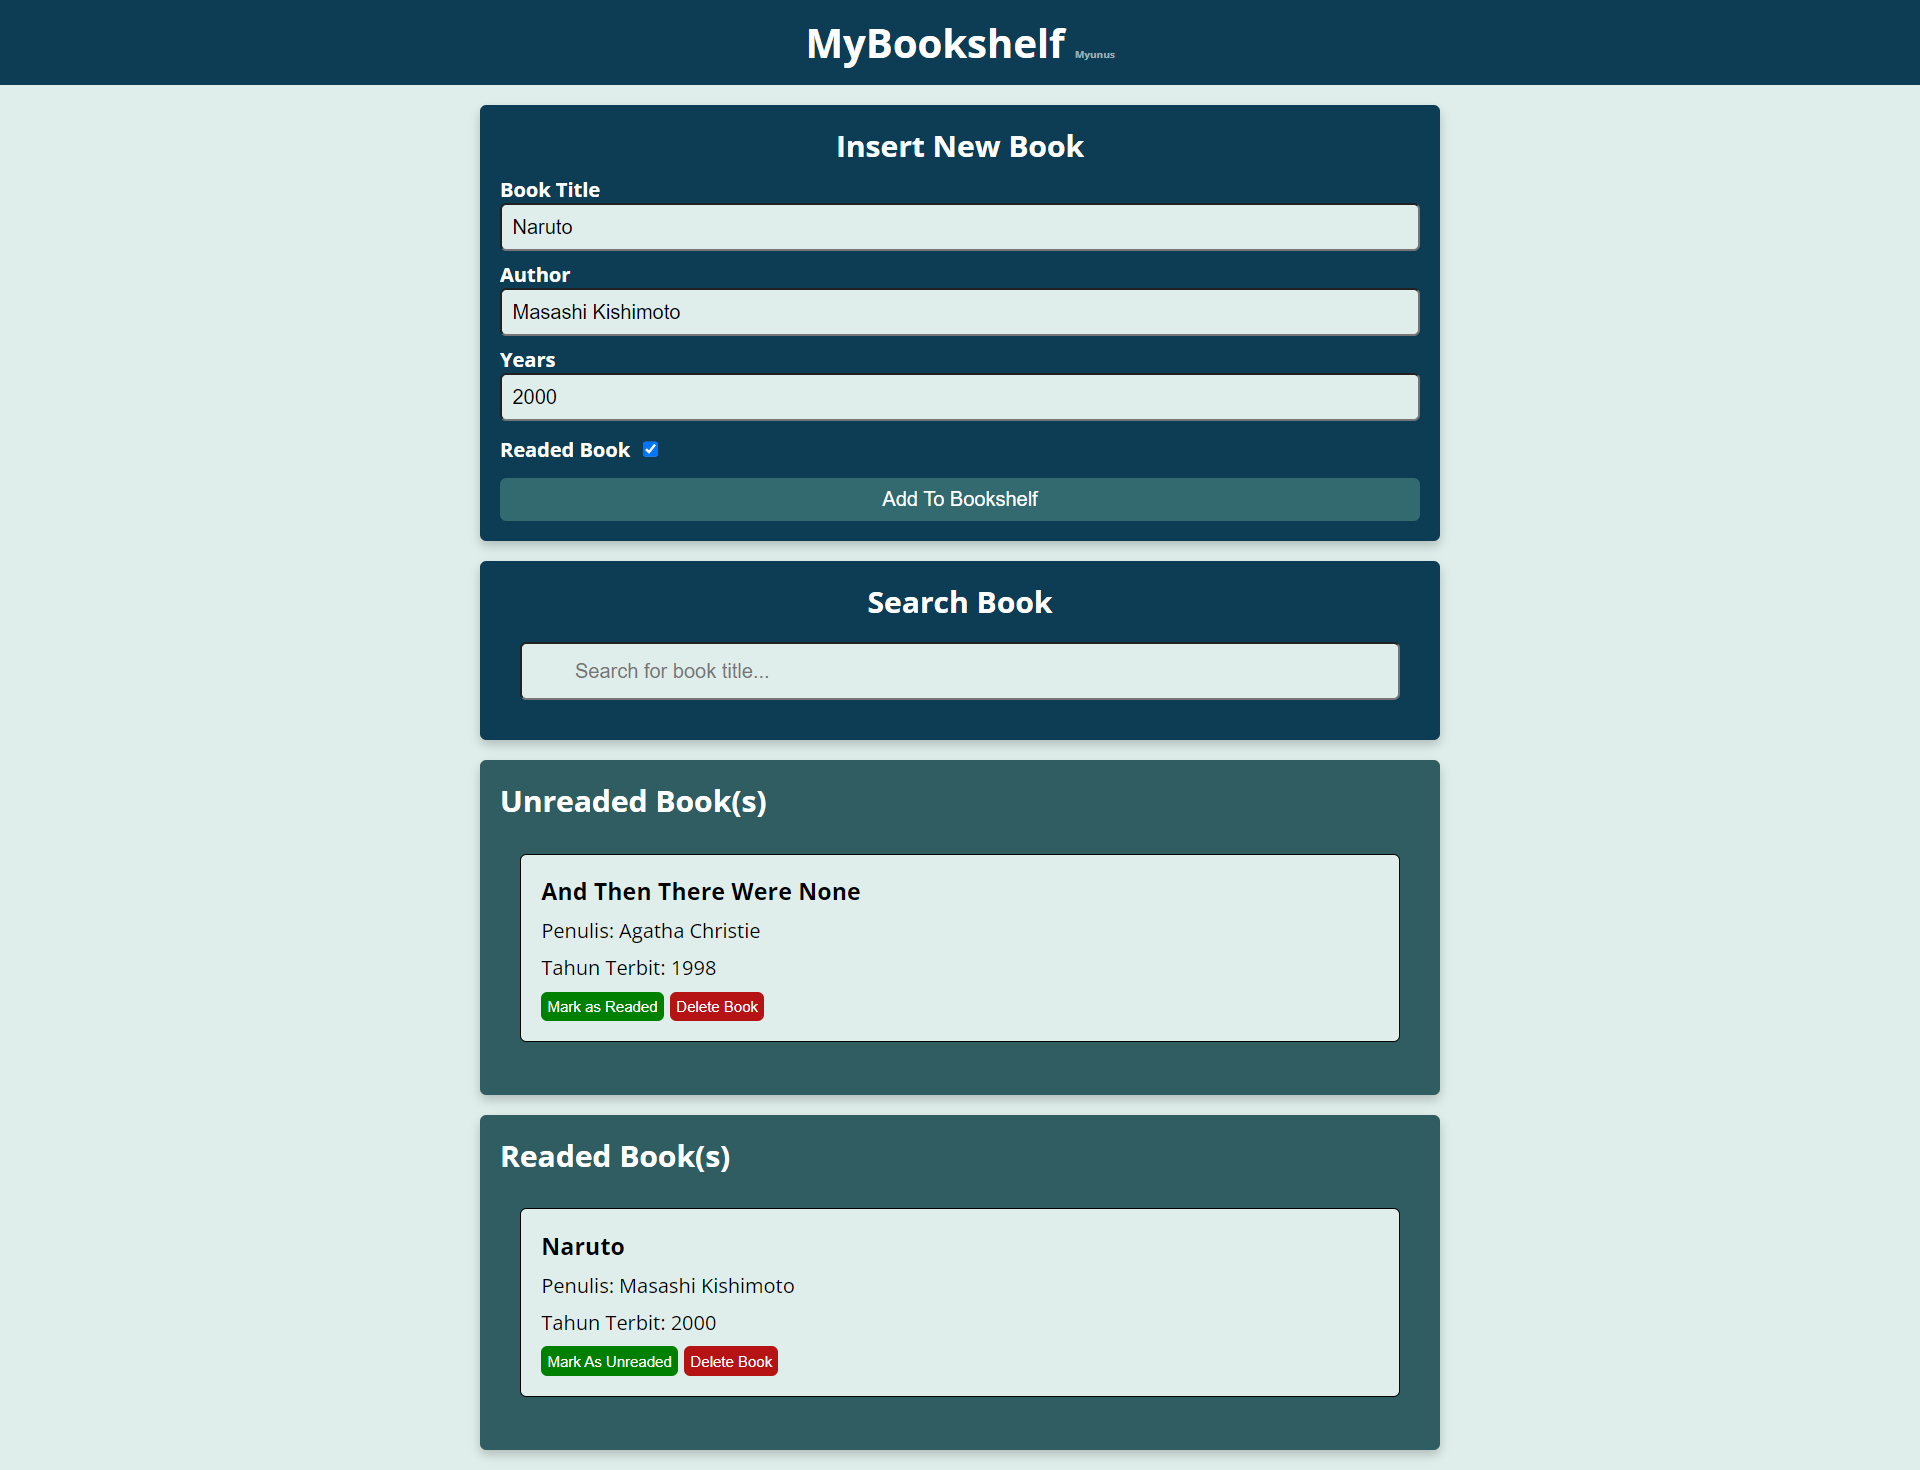 MyBookshelf Myunus
Insert New Book
Book Title
Naruto
Author
Masashi Kishimoto
Years
2000
Readed Book
Add To Bookshelf
Search Book
Search for book title...
Unreaded Book(s)
And Then There Were None
Penulis: Agatha Christie
Tahun Terbit: 1998
Mark as Readed Delete Book
Readed Book(s)
Naruto
Penulis: Masashi Kishimoto
Tahun Terbit: 2000
Mark As Unreaded Delete Book